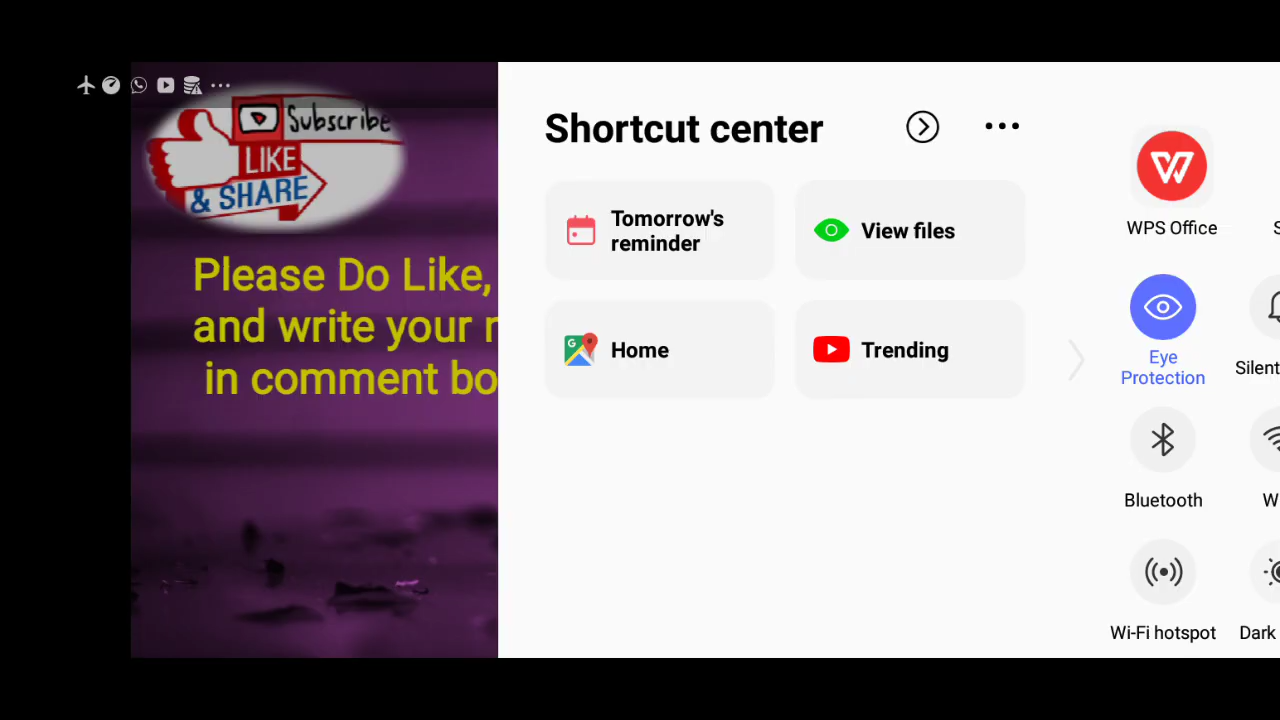 Subscribe
LIKE
& SHARE
Please Do Like,
and write your
in comment
Shortcut center
Tomorrow's
reminder
View files
Home
Trending
WPS Office
Eye
Protection
Silent
Bluetooth
Wi-Fi hotspot
Dark